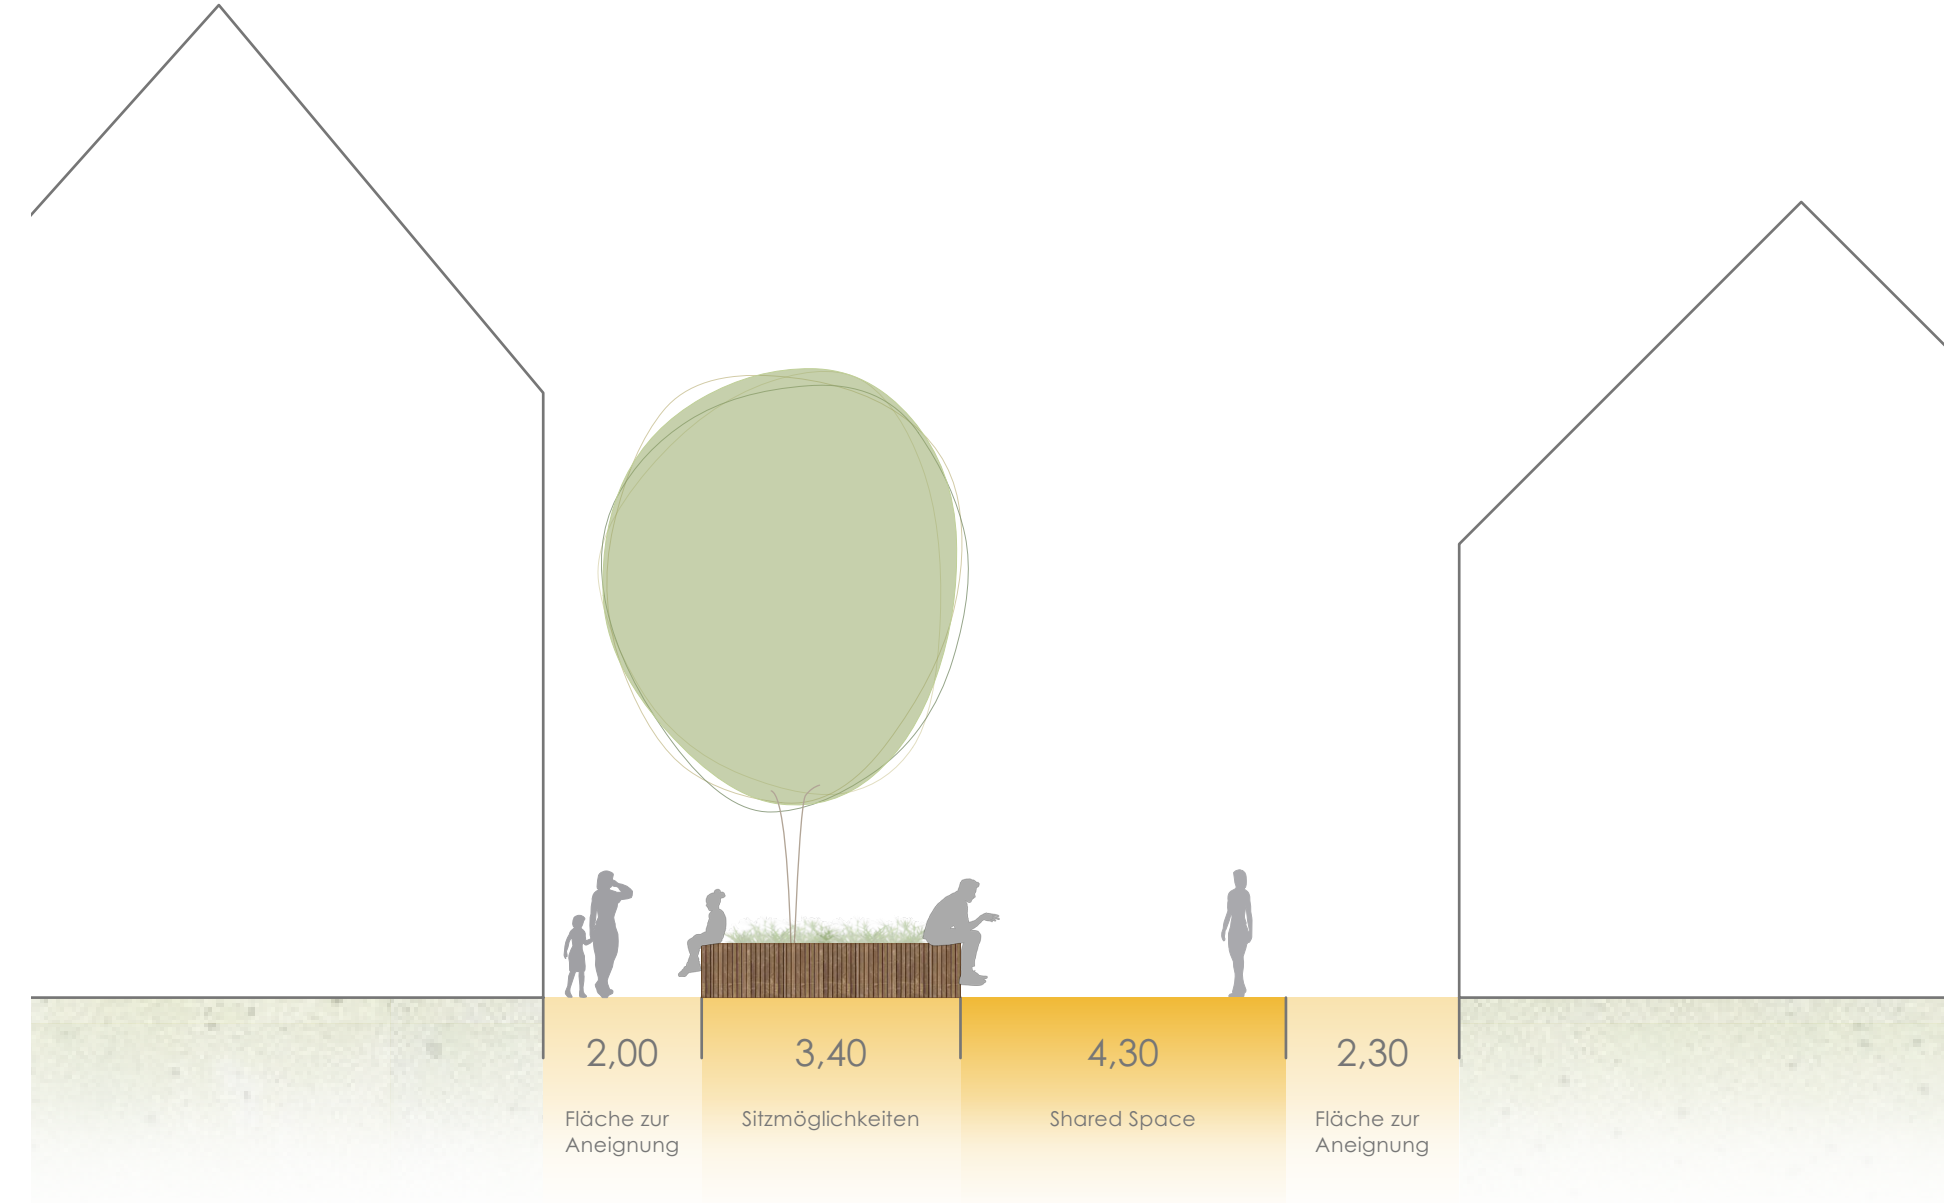 2,00
3,40
4,30
2,30
Fläche zur
Aneignung
Sitzmöglichkeiten
Shared Space
Fläche zur
Aneignung